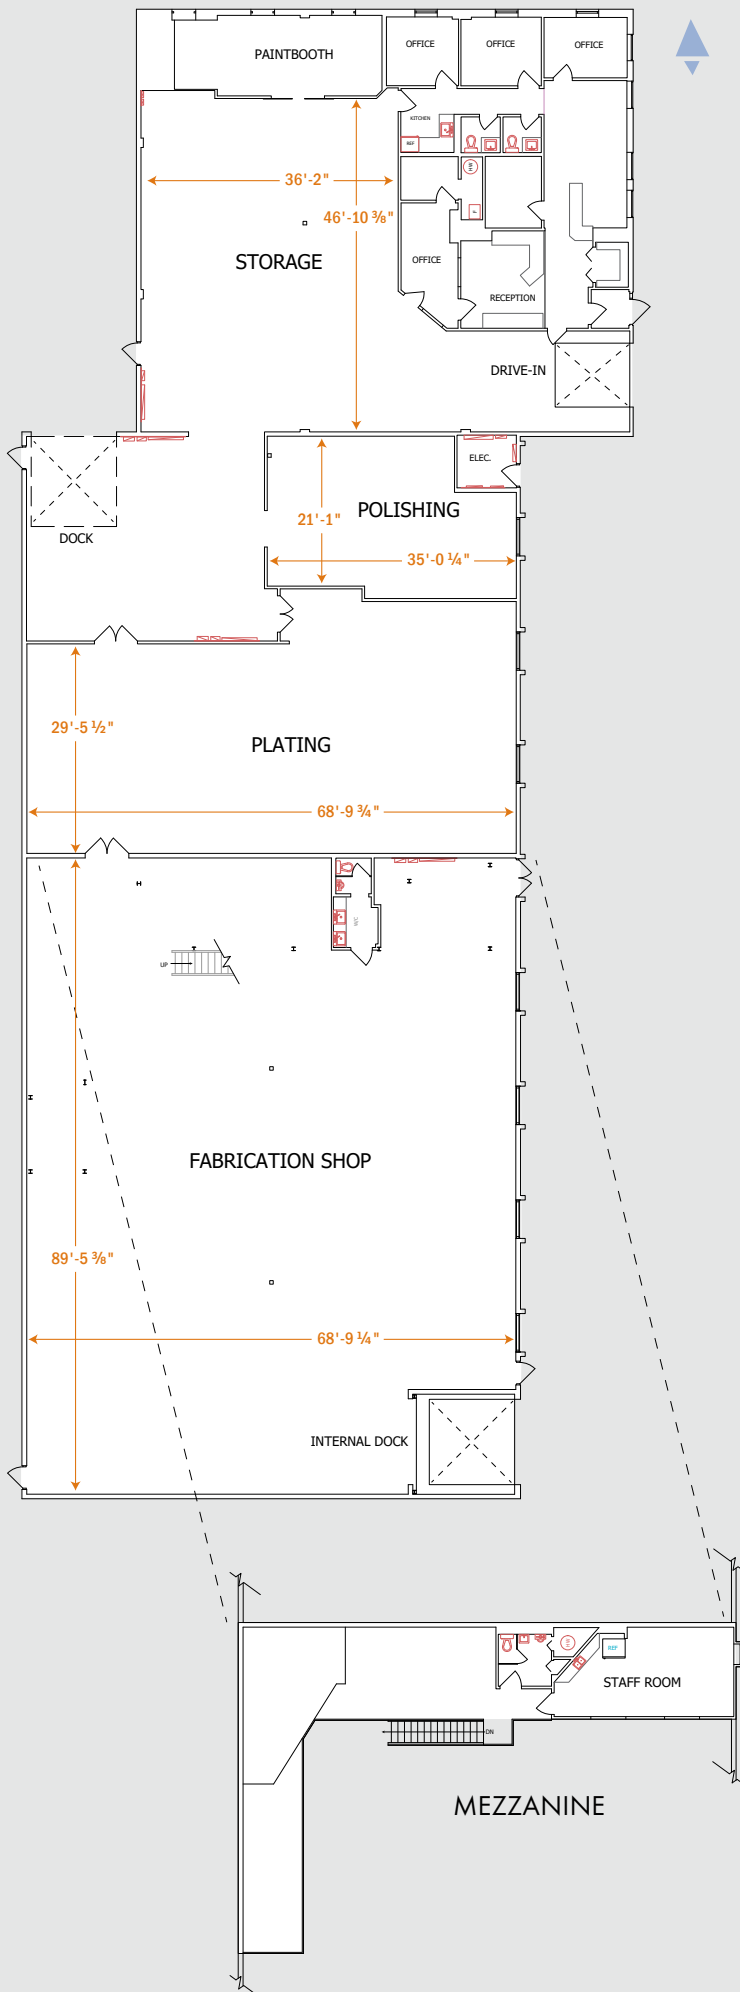 PAINTBOOTH
OFFICE
OFFICE
OFFICE
KITCHEN
REF
HW
F
36'-2"
46'-10 ⅜"
STORAGE
OFFICE
RECEPTION
DRIVE-IN
ELEC.
DOCK
POLISHING
21'-1"
35'-0 ¼"
29'-5 ½"
PLATING
68'-9 ¾"
W/C
UP
FABRICATION SHOP
89'-5 ⅜"
68'-9 ¼"
INTERNAL DOCK
HW
REF
STAFF ROOM
DN
MEZZANINE